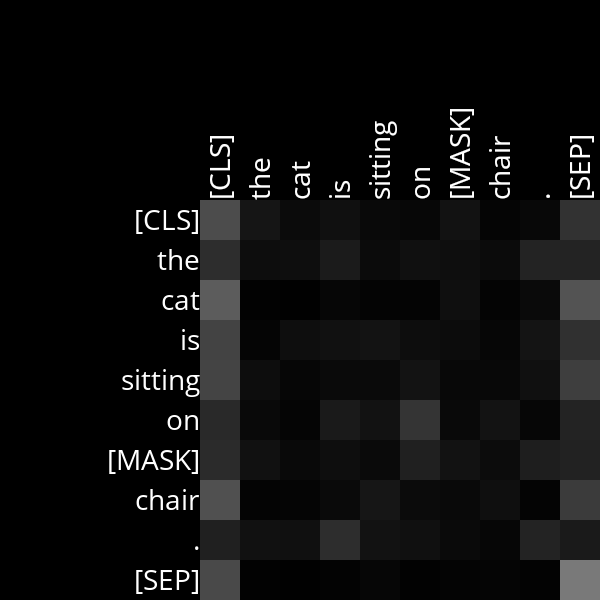 [CLS] the cat is sitting on [MASK] chair . [SEP]
[CLS]
the
cat
is
sitting
on
[MASK]
chair
.
[SEP]